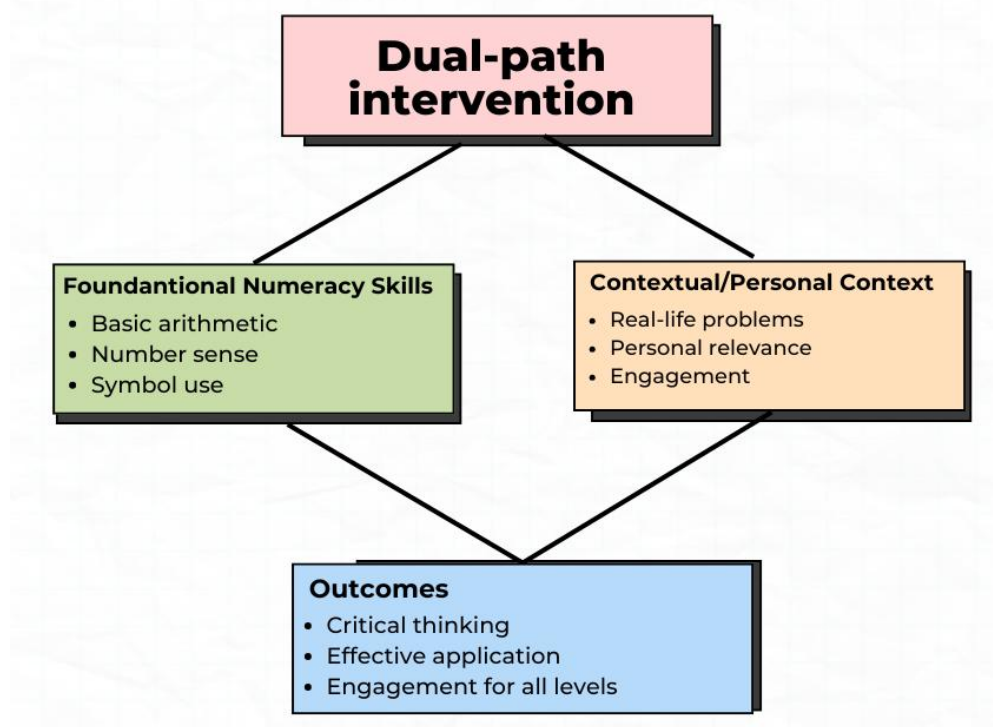 Dual-path
intervention
Foundantional Numeracy Skills
• Basic arithmetic
• Number sense
• Symbol use
Contextual/Personal Context
• Real-life problems
• Personal relevance
• Engagement
Outcomes
• Critical thinking
• Effective application
• Engagement for all levels